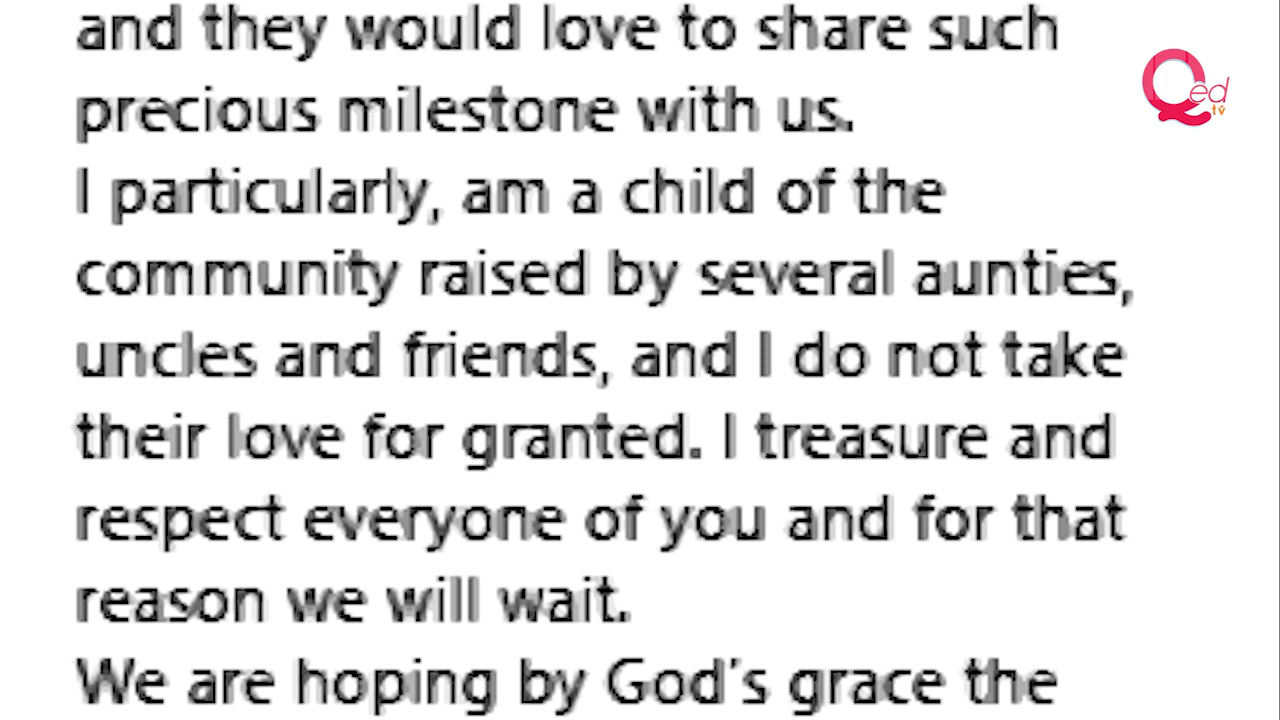 and they would love to share such
precious milestone with us.
I particularly, am a child of the
community raised by several aunties,
uncles and friends, and I do not take
their love for granted. I treasure and
respect everyone of you and for that
reason we will wait.
We are hoping by God's grace the
Qed
tv